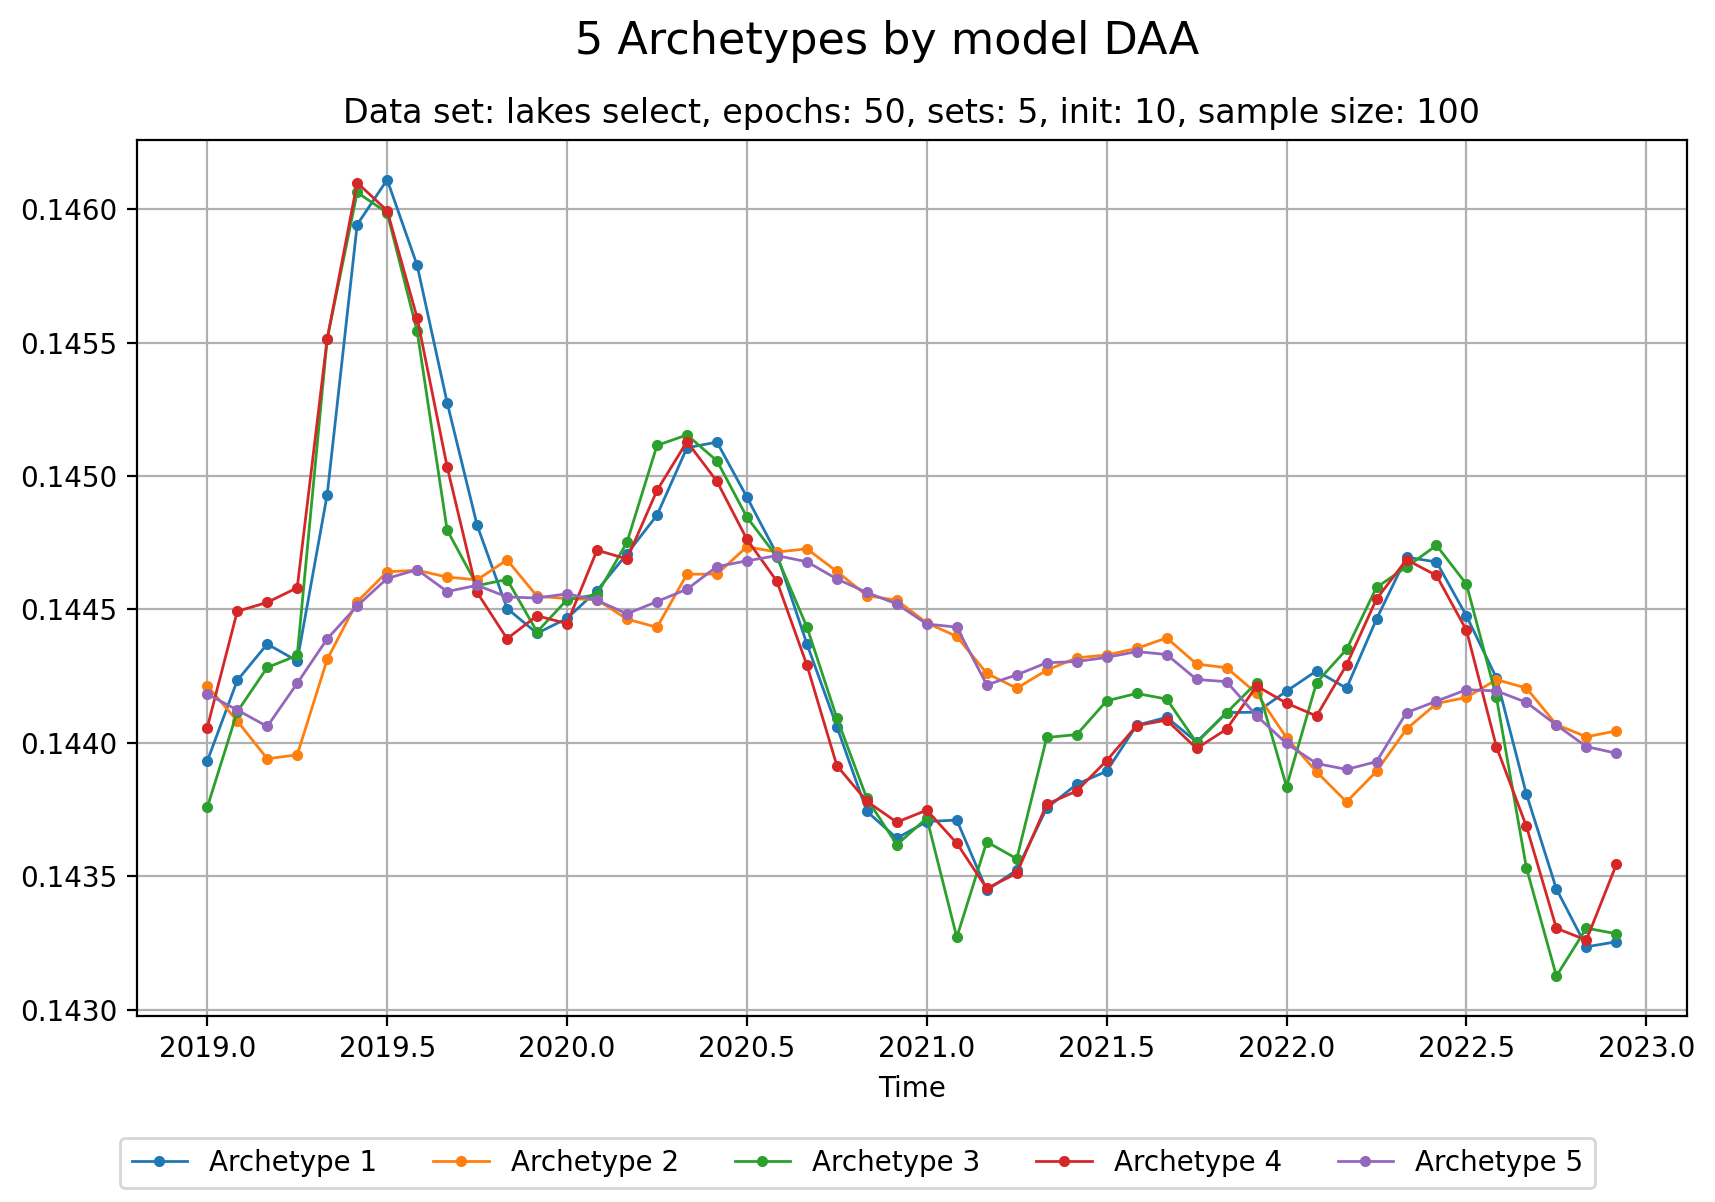 5 Archetypes by model DAA
Data set: lakes select, epochs: 50, sets: 5, init: 10, sample size: 100
0.1460
0.1455
0.1450
0.1445
0.1440
0.1435
0.1430
2019.0 2019.5 2020.0 2020.5 2021.0 2021.5 2022.0 2022.5 2023.0
Time
Archetype 1 Archetype 2 Archetype 3 Archetype 4 Archetype 5